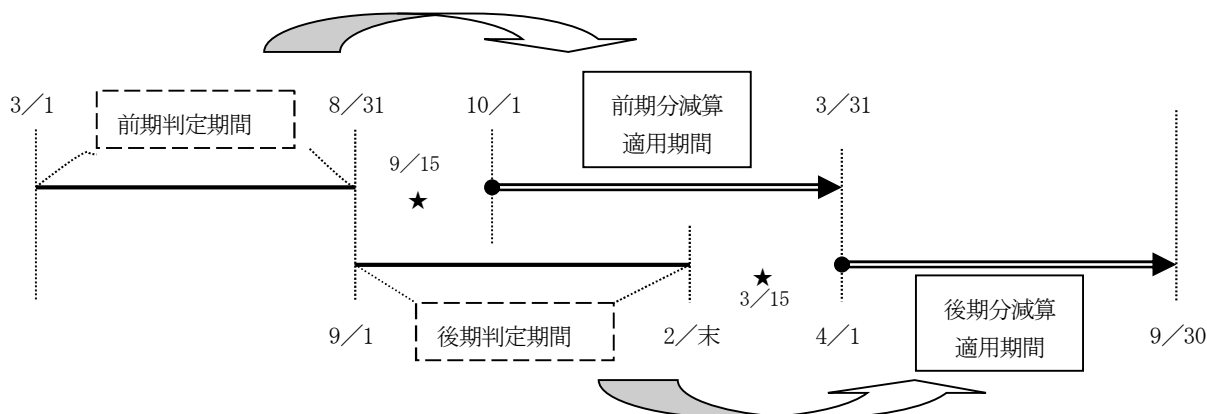 3／1
前期判定期間
8／31
10／1
前期分減算
適用期間
3／31
9／15
★
★
3／15
9／1
後期判定期間
2／末
4／1
後期分減算
適用期間
9／30